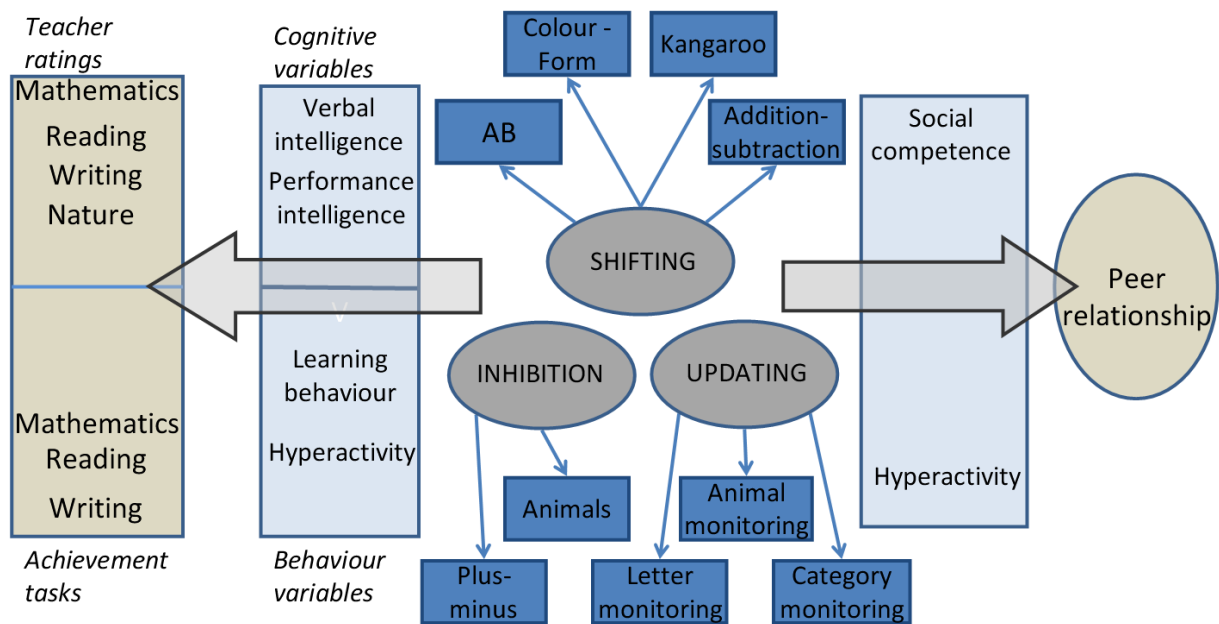 Teacher
ratings
Mathematics
Reading
Writing
Nature
Mathematics
Reading
Writing
Achievement
tasks
Cognitive
variables
Verbal
intelligence
Performance
intelligence
V
Learning
behaviour
Hyperactivity
Behaviour
variables
Colour -
Form
Kangaroo
AB
Addition-
subtraction
SHIFTING
INHIBITION
UPDATING
Animals
Animal
monitoring
Plus-
minus
Letter
monitoring
Category
monitoring
Social
competence
Hyperactivity
Peer
relationship